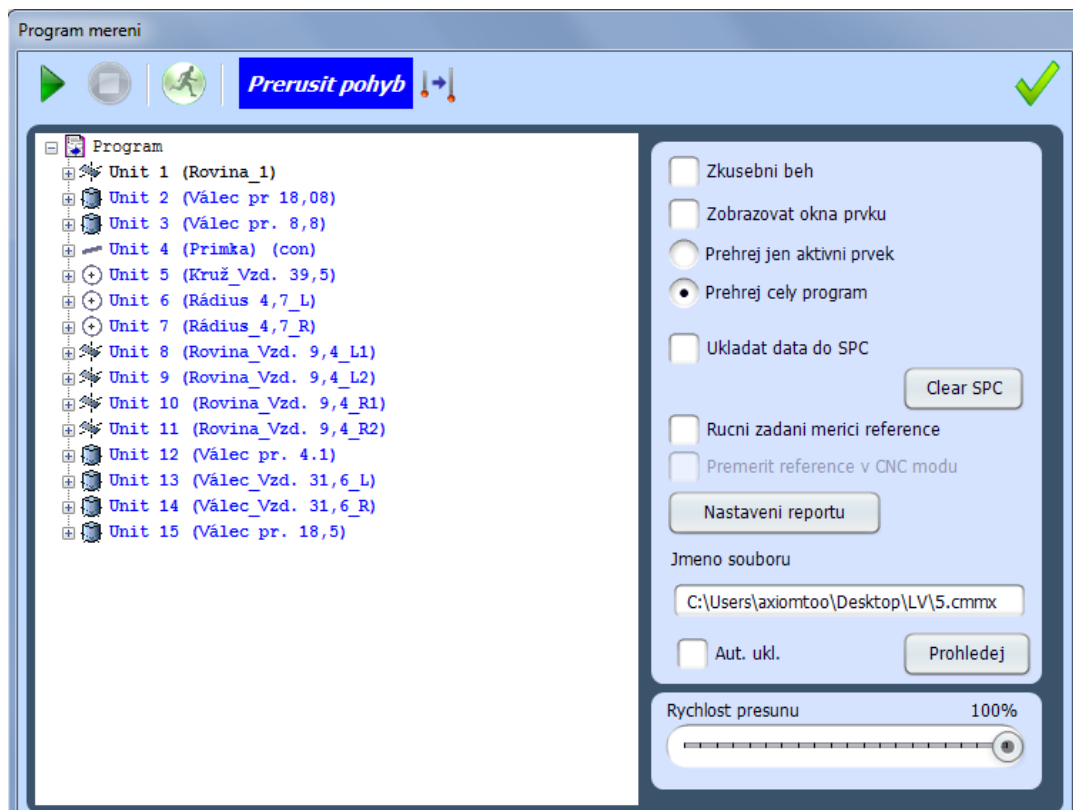 Program mereni
Prerusit pohyb
Program
Unit 1 (Rovina_1)
Unit 2 (Válec pr 18,08)
Unit 3 (Válec pr. 8,8)
Unit 4 (Primka) (con)
Unit 5 (Kruž_Vzd. 39,5)
Unit 6 (Rádius 4,7_L)
Unit 7 (Rádius_4,7_R)
Unit 8 (Rovina_Vzd. 9,4_L1)
Unit 9 (Rovina_Vzd. 9,4_L2)
Unit 10 (Rovina_Vzd. 9,4_R1)
Unit 11 (Rovina_Vzd. 9,4_R2)
Unit 12 (Válec pr. 4.1)
Unit 13 (Válec_Vzd. 31,6_L)
Unit 14 (Válec_Vzd. 31,6_R)
Unit 15 (Válec pr. 18,5)
Zkusebni beh
Zobrazovat okna prvku
Prehrej jen aktivni prvek
Prehrej cely program
Ukladat data do SPC
Clear SPC
Rucni zadani merici reference
Premerit reference v CNC modu
Nastaveni reportu
Jmeno souboru
C:\Users\axiomtoo\Desktop\LV\5.cmmx
Aut. ukl.
Prohledej
Rychlost presunu 100%